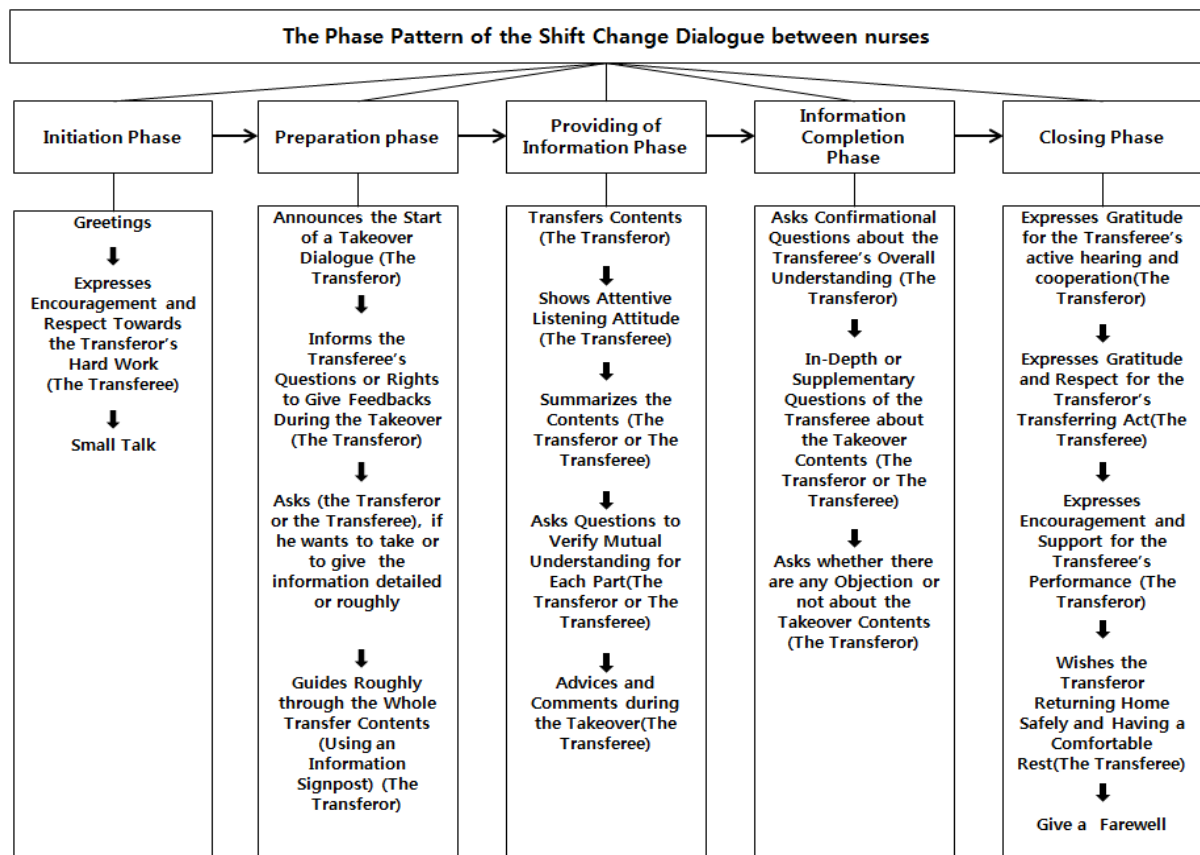 The Phase Pattern of the Shift Change Dialogue between nurses
Initiation Phase
Preparation phase
Providing of
Information Phase
Information
Completion
Phase
Closing Phase
Greetings
Expresses
Encouragement and
Respect Towards
the Transferor's
Hard Work
(The Transferee)
Small Talk
Announces the Start
of a Takeover
Dialogue (The
Transferor)
Informs the
Transferee's
Questions or Rights
to Give Feedbacks
During the Takeover
(The Transferor)
Asks (the Transferor
or the Transferee), if
he wants to take or
to give the
information detailed
or roughly
Guides Roughly
through the Whole
Transfer Contents
(Using an
Information
Signpost) (The
Transferor)
Transfers Contents
(The Transferor)
Shows Attentive
Listening Attitude
(The Transferee)
Summarizes the
Contents (The
Transferor or The
Transferee)
Asks Questions to
Verify Mutual
Understanding for
Each Part(The
Transferor or The
Transferee)
Advices and
Comments during
the Takeover(The
Transferee)
Asks Confirmational
Questions about the
Transferee's Overall
Understanding (The
Transferor)
In-Depth or
Supplementary
Questions of the
Transferee about
the Takeover
Contents (The
Transferor or The
Transferee)
Asks whether there
are any Objection or
not about the
Takeover Contents
(The Transferor)
Expresses Gratitude
for the Transferee's
active hearing and
cooperation(The
Transferor)
Expresses Gratitude
and Respect for the
Transferor's
Transferring Act(The
Transferee)
Expresses
Encouragement and
Support for the
Transferee's
Performance (The
Transferor)
Wishes the
Transferor
Returning Home
Safely and Having a
Comfortable
Rest(The Transferee)
Give a Farewell